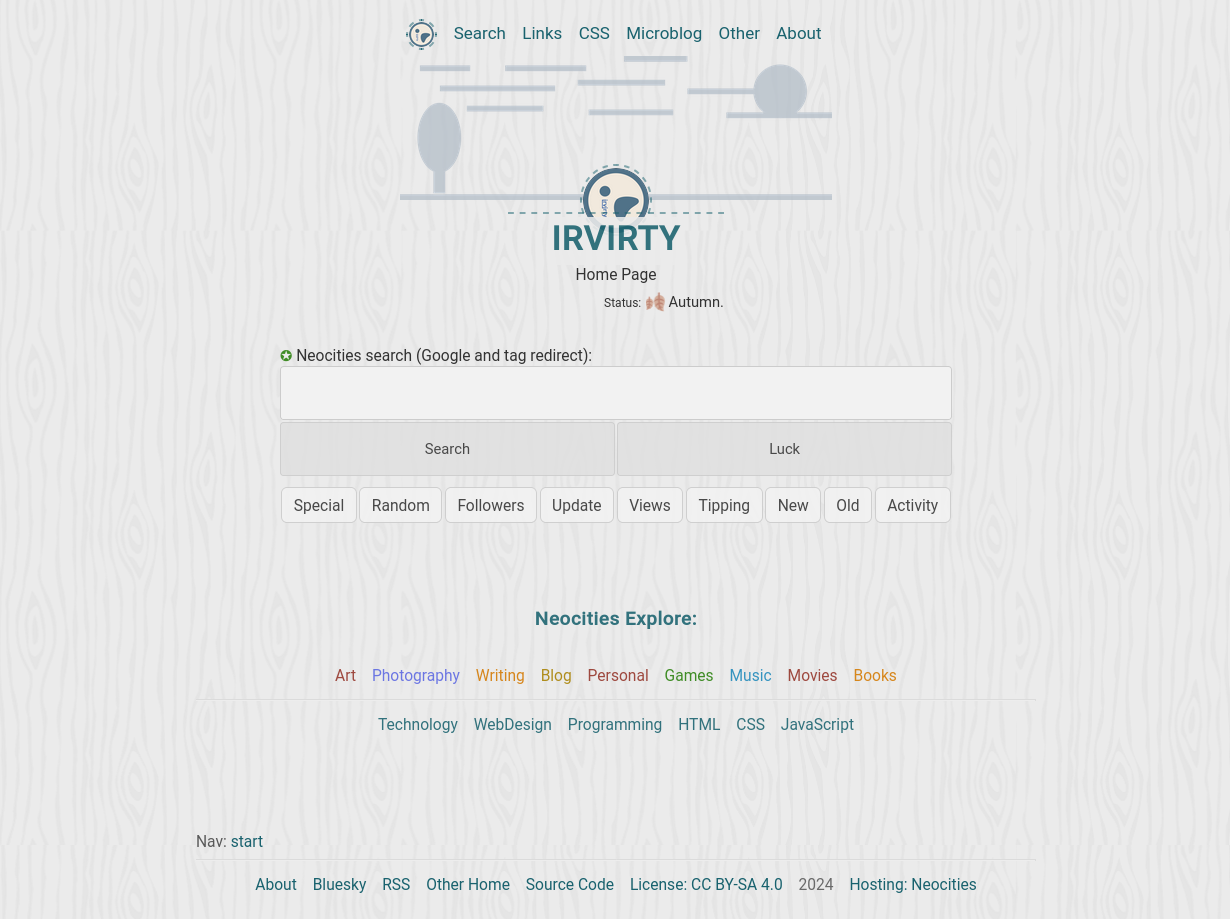 Search Links CSS Microblog Other About
IRVIRTY
Home Page
Status: Autumn.
Neocities search (Google and tag redirect):
Search Luck
Special Random Followers Update Views Tipping New Old Activity
Neocities Explore:
Art Photography Writing Blog Personal Games Music Movies Books
Technology WebDesign Programming HTML CSS JavaScript
Nav: start
About Bluesky RSS Other Home Source Code License: CC BY-SA 4.0 2024 Hosting: Neocities